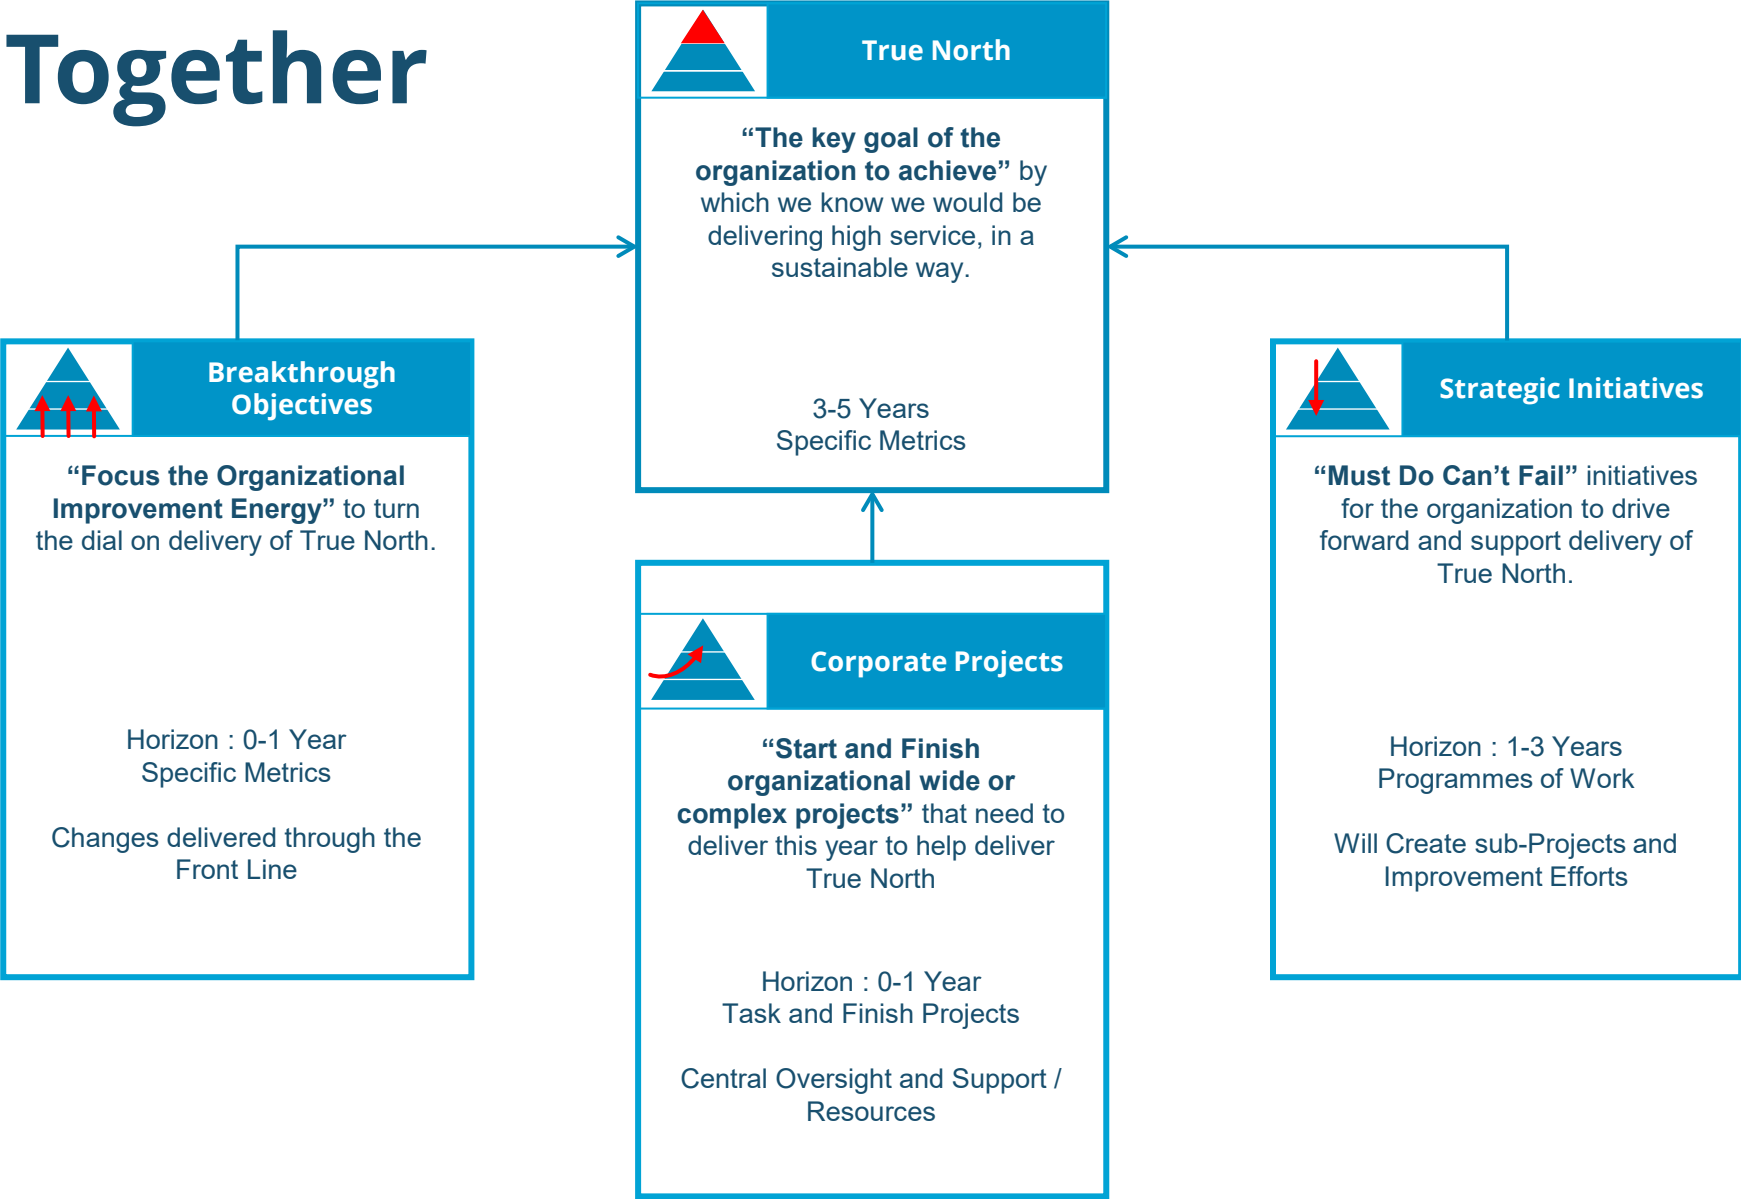 Together
True North
“The key goal of the
organization to achieve” by
which we know we would be
delivering high service, in a
sustainable way.
3-5 Years
Specific Metrics
Breakthrough
Objectives
“Focus the Organizational
Improvement Energy” to turn
the dial on delivery of True North.
Horizon : 0-1 Year
Specific Metrics
Changes delivered through the
Front Line
Corporate Projects
“Start and Finish
organizational wide or
complex projects” that need to
deliver this year to help deliver
True North
Horizon : 0-1 Year
Task and Finish Projects
Central Oversight and Support /
Resources
Strategic Initiatives
“Must Do Can’t Fail” initiatives
for the organization to drive
forward and support delivery of
True North.
Horizon : 1-3 Years
Programmes of Work
Will Create sub-Projects and
Improvement Efforts